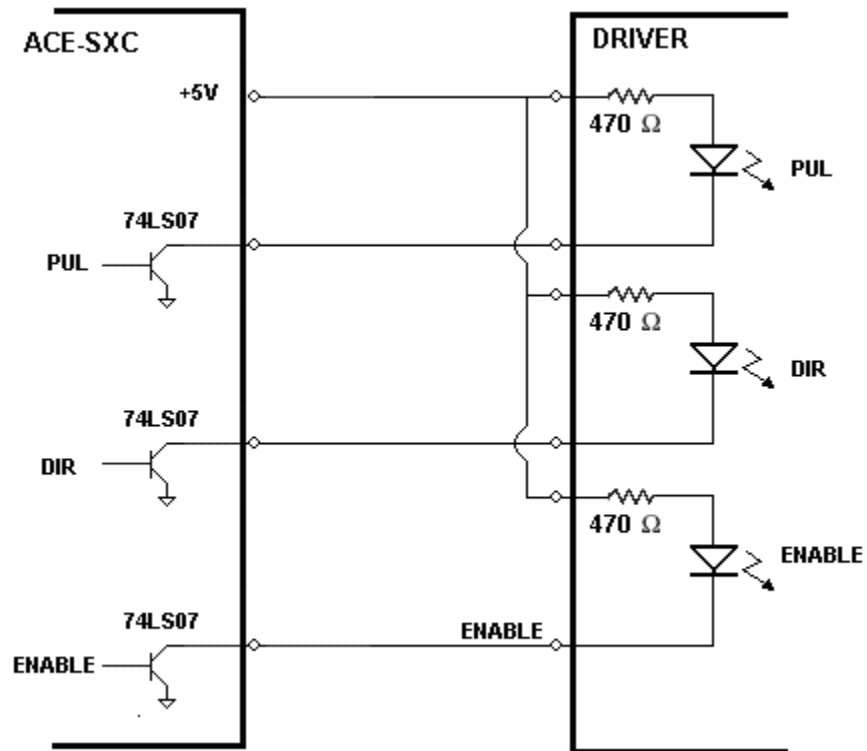 ACE-SXC
DRIVER
+5V
470 Ω
PUL
74LS07
PUL
470 Ω
DIR
74LS07
DIR
470 Ω
ENABLE
74LS07
ENABLE
ENABLE